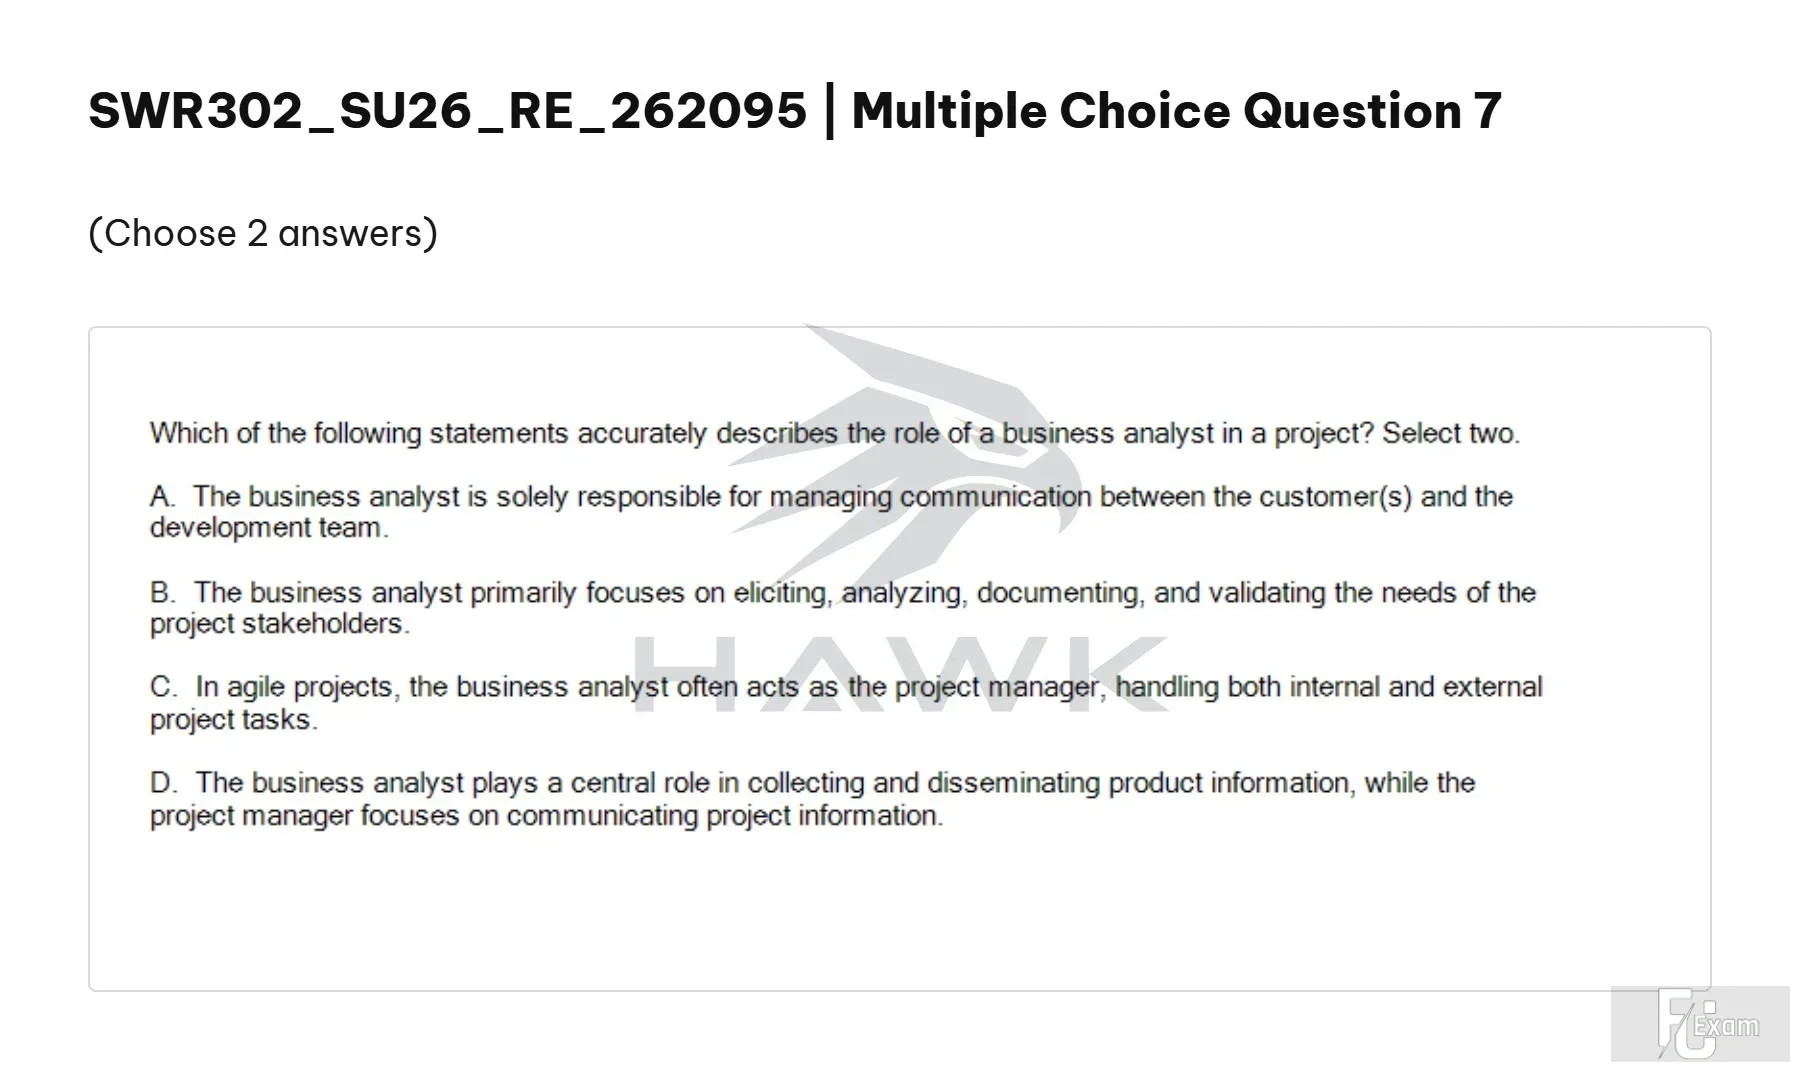 SWR302_SU26_RE_262095 | Multiple Choice Question 7
(Choose 2 answers)
Which of the following statements accurately describes the role of a business analyst in a project? Select two.
A. The business analyst is solely responsible for managing communication between the customer(s) and the
development team.
B. The business analyst primarily focuses on eliciting, analyzing, documenting, and validating the needs of the
project stakeholders.
HAWK
C. In agile projects, the business analyst often acts as the project manager, handling both internal and external
project tasks.
D. The business analyst plays a central role in collecting and disseminating product information, while the
project manager focuses on communicating project information.
FG Exam